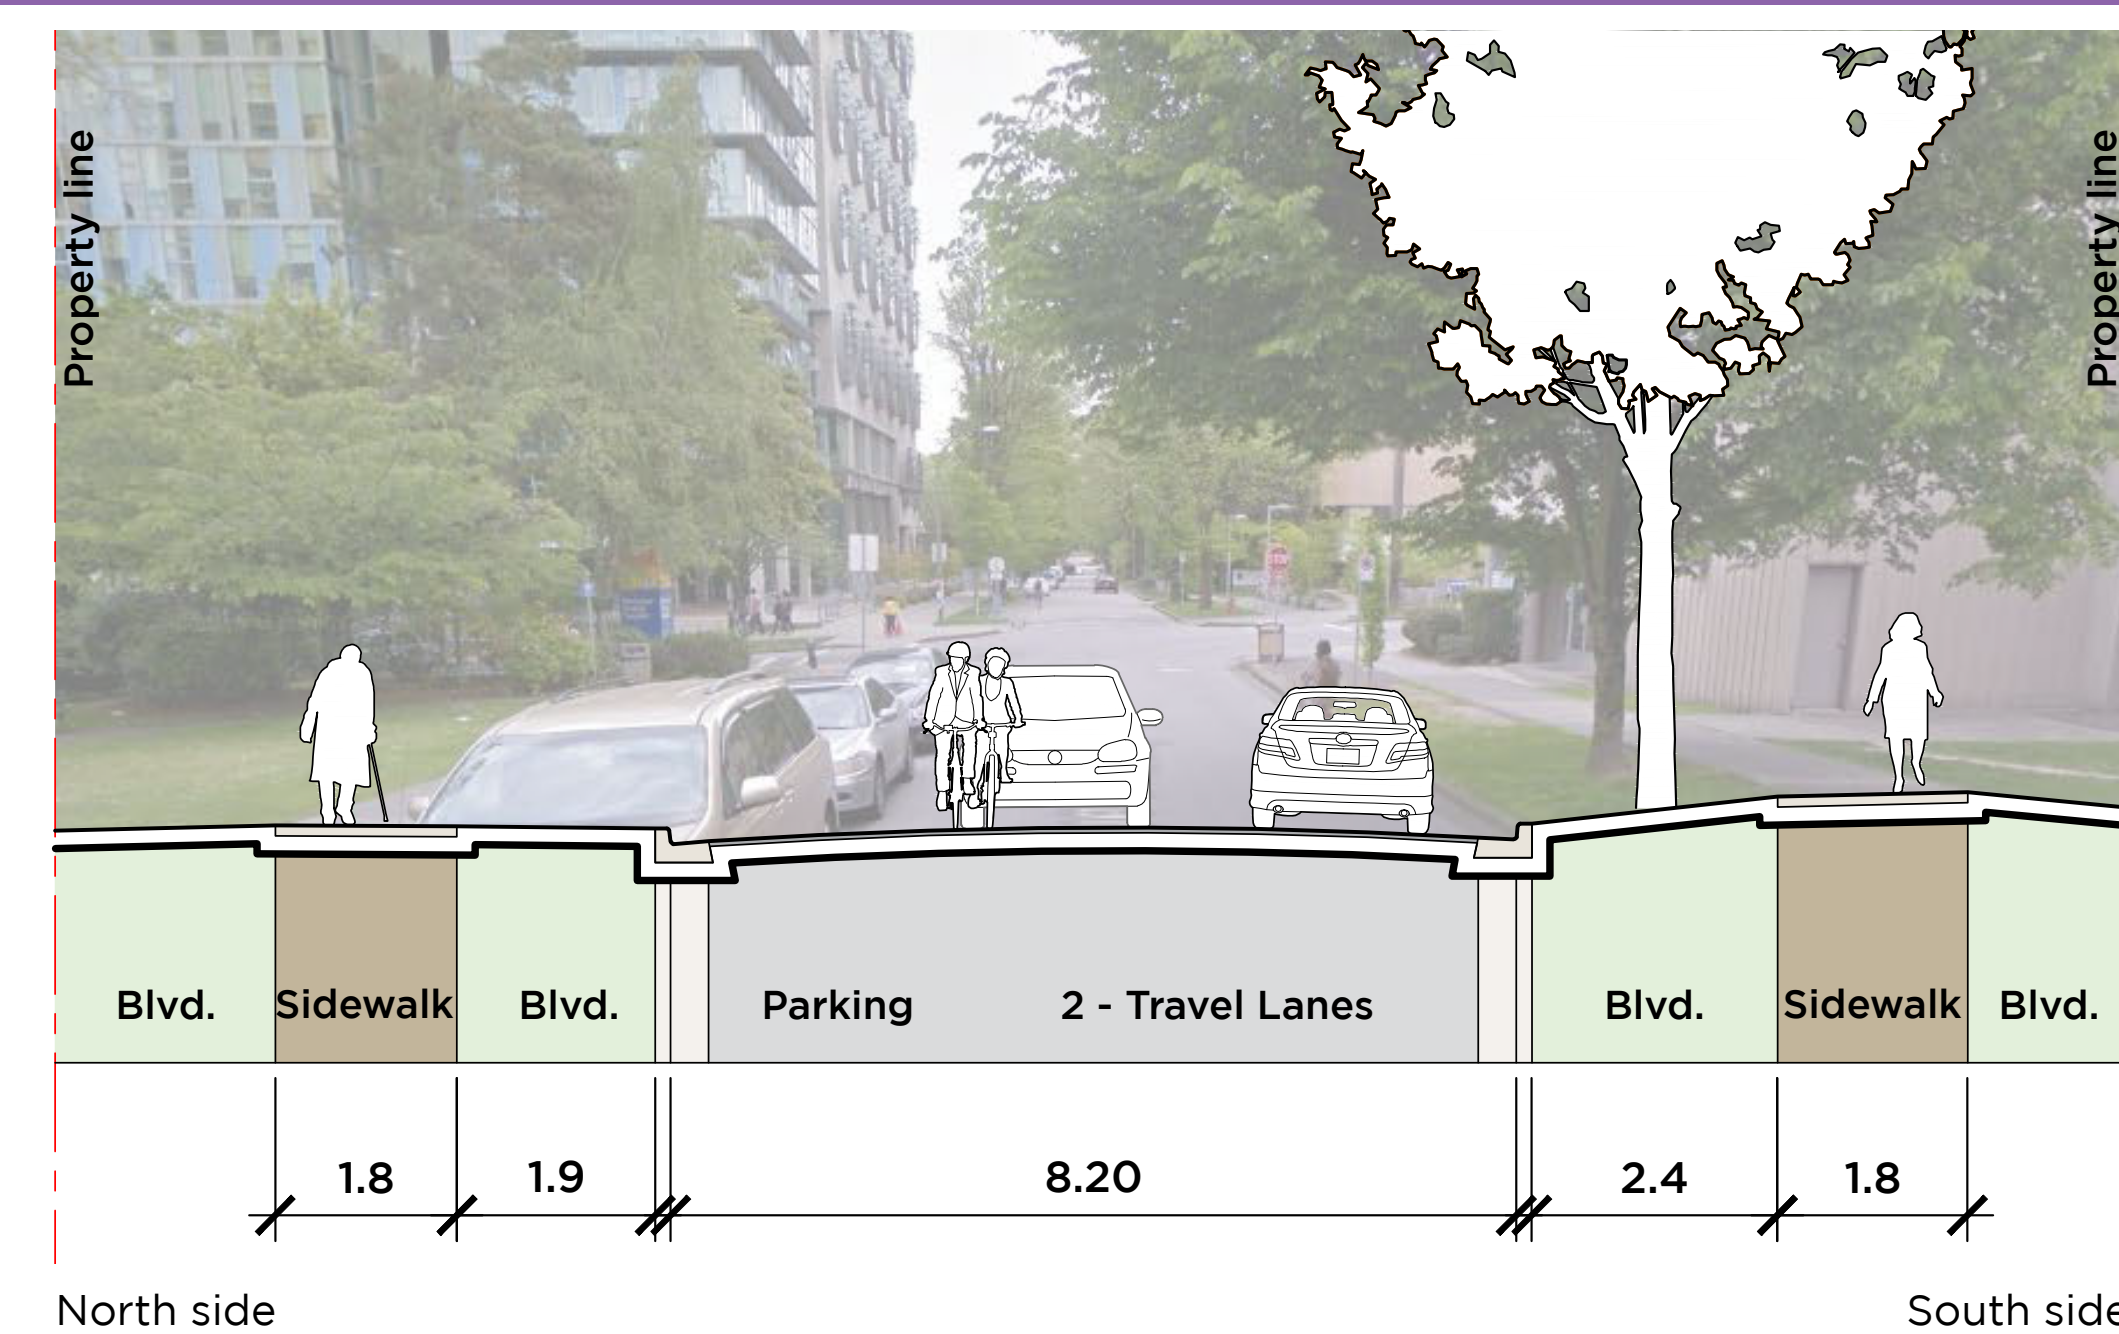 Property line
Property line
Blvd.
Sidewalk
Blvd.
Parking
2 - Travel Lanes
Blvd.
Sidewalk
Blvd.
1.8
1.9
8.20
2.4
1.8
North side
South side